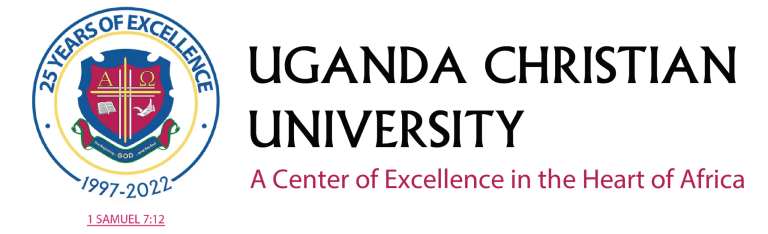 25 YEARS OF EXCELLENCE
Α Ω
GOD
1997-2022
1 SAMUEL 7:12
UGANDA CHRISTIAN
UNIVERSITY
A Center of Excellence in the Heart of Africa